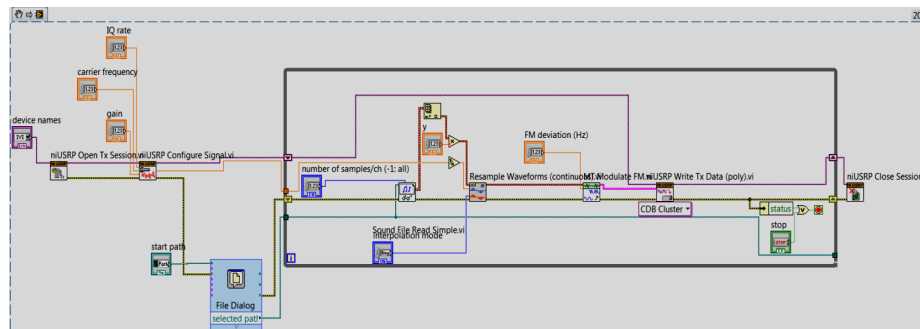 20
IQ rate
carrier frequency
gain
device names
niUSRP Open Tx Session.vi
niUSRP Configure Signal.vi
y
FM deviation (Hz)
number of samples/ch (-1: all)
Resample Waveforms (continuous).vi
MT Modulate FM.vi
niUSRP Write Tx Data (poly).vi
niUSRP Close Session
CDB Cluster
status
Sound File Read Simple.vi
interpolation mode
stop
start path
i
File Dialog
selected path